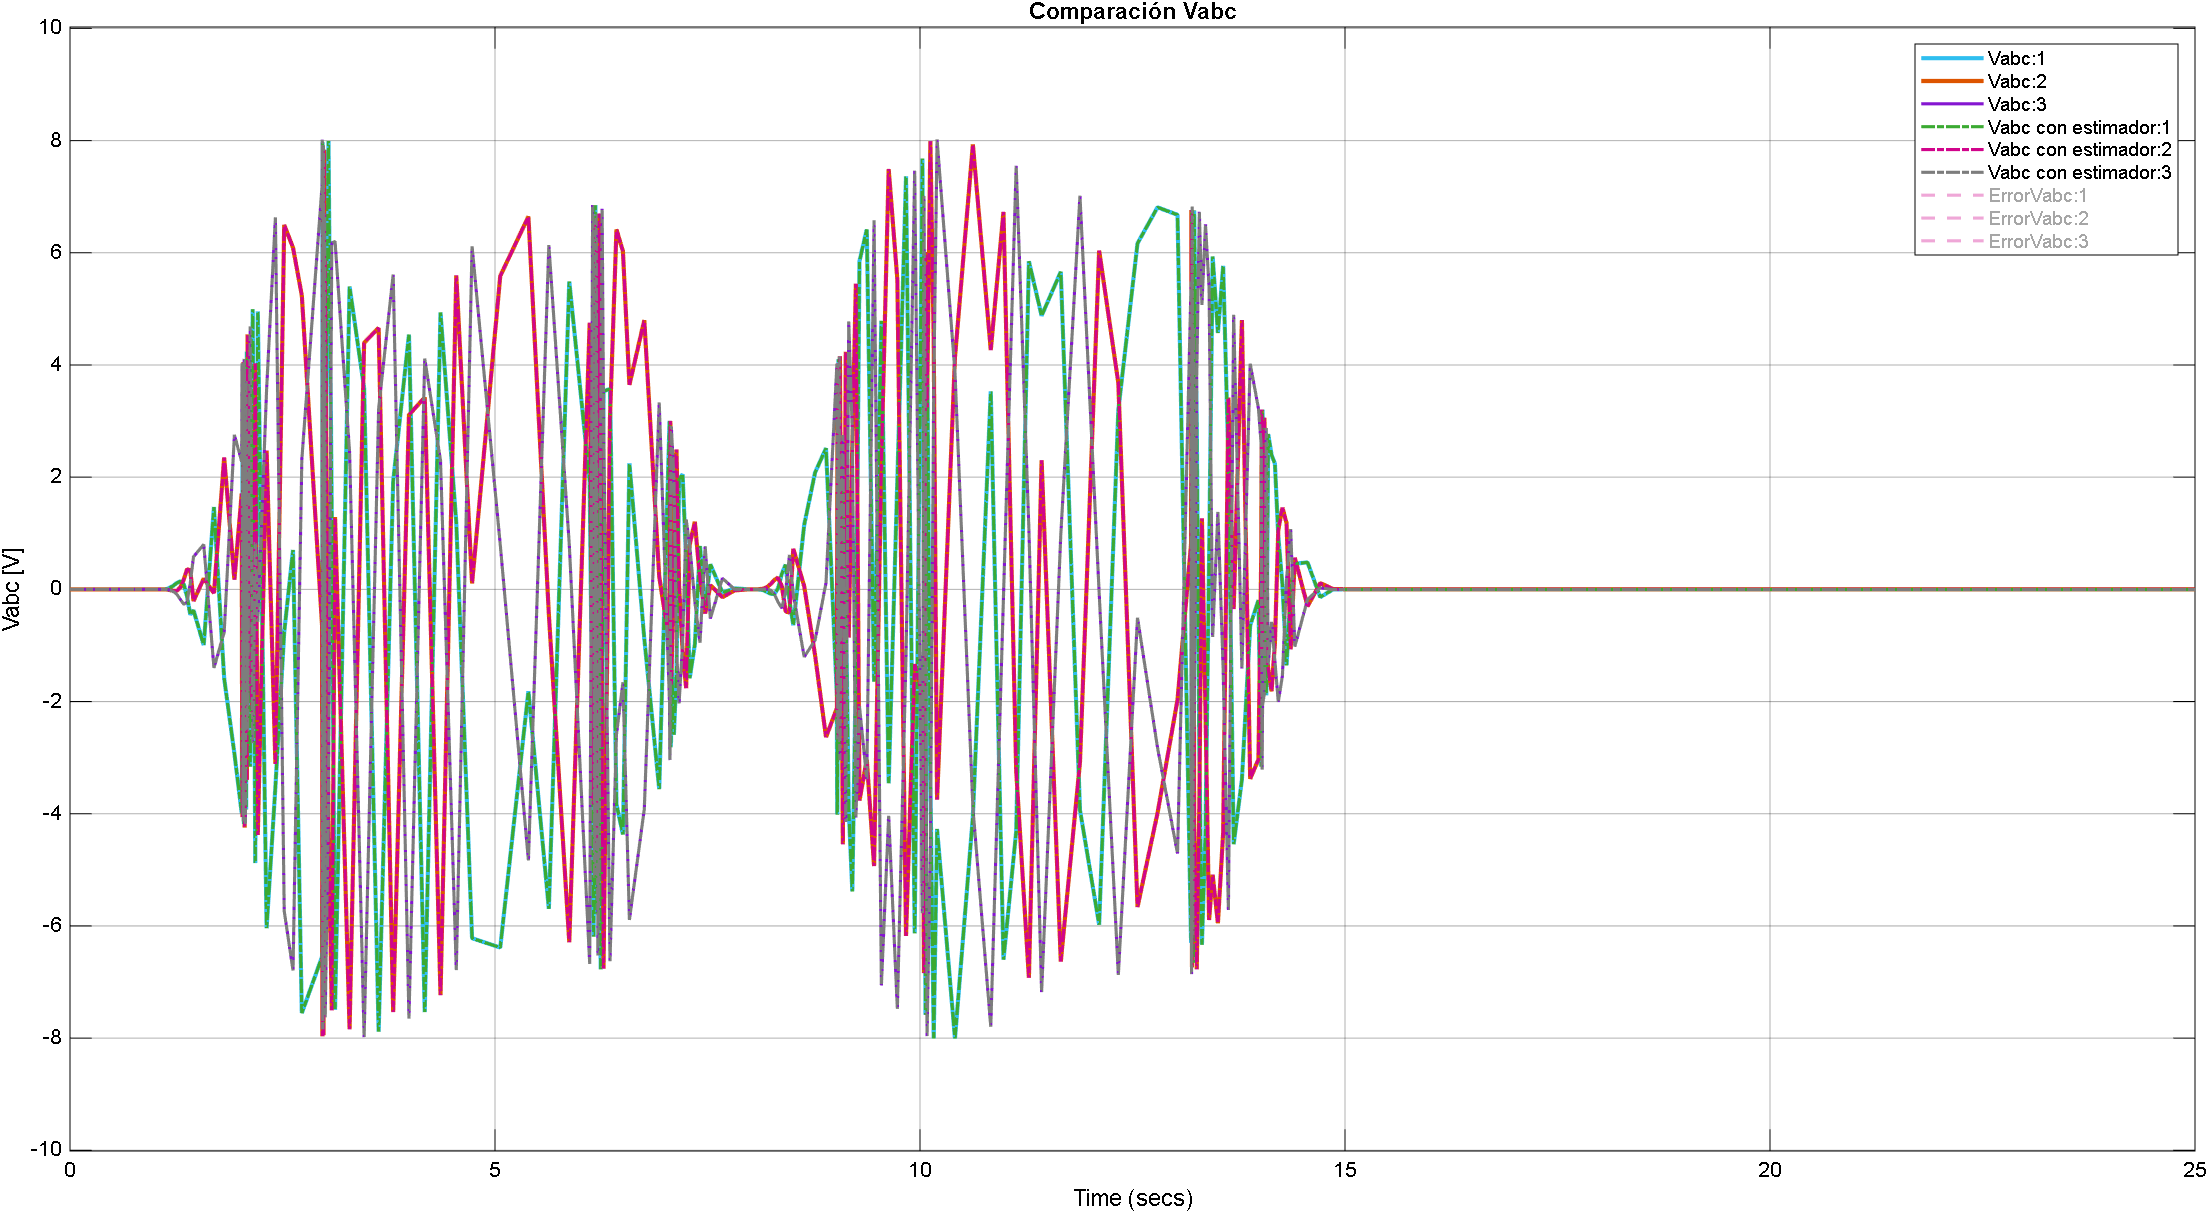 Comparación Vabc
10
8
6
4
2
0
-2
-4
-6
-8
-10
Vabc [V]
Vabc:1
Vabc:2
Vabc:3
Vabc con estimador:1
Vabc con estimador:2
Vabc con estimador:3
ErrorVabc:1
ErrorVabc:2
ErrorVabc:3
0 5 10 15 20 25
Time (secs)